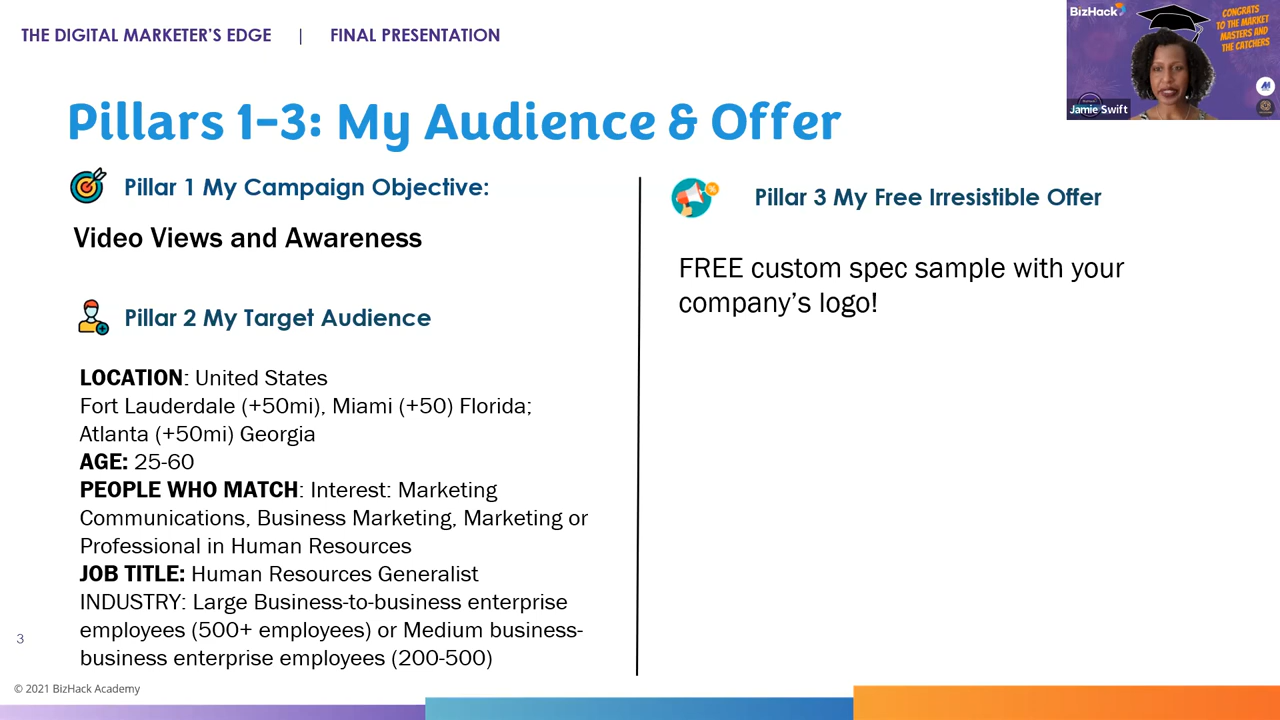 THE DIGITAL MARKETER'S EDGE | FINAL PRESENTATION
BizHack
CONGRATS
TO THE MARKET
MASTERS AND
THE CATCHERS
Jamie Swift
Pillars 1-3: My Audience & Offer
Pillar 1 My Campaign Objective:
Video Views and Awareness
Pillar 2 My Target Audience
LOCATION: United States
Fort Lauderdale (+50mi), Miami (+50) Florida;
Atlanta (+50mi) Georgia
AGE: 25-60
PEOPLE WHO MATCH: Interest: Marketing
Communications, Business Marketing, Marketing or
Professional in Human Resources
JOB TITLE: Human Resources Generalist
INDUSTRY: Large Business-to-business enterprise
employees (500+ employees) or Medium business-
business enterprise employees (200-500)
Pillar 3 My Free Irresistible Offer
FREE custom spec sample with your
company's logo!
3
© 2021 BizHack Academy